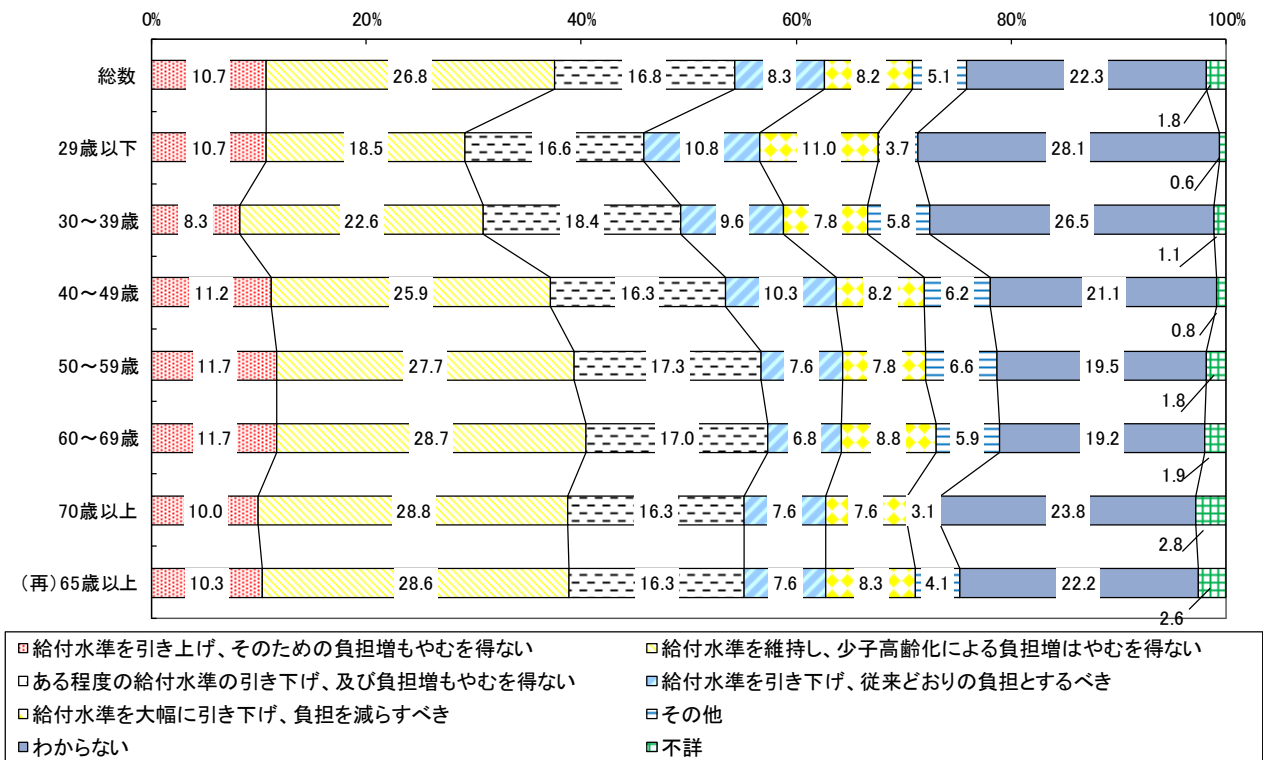 0% 20% 40% 60% 80% 100%
総数 10.7 26.8 16.8 8.3 8.2 5.1 22.3
1.8
29歳以下 10.7 18.5 16.6 10.8 11.0 3.7 28.1
0.6
30～39歳 8.3 22.6 18.4 9.6 7.8 5.8 26.5
1.1
40～49歳 11.2 25.9 16.3 10.3 8.2 6.2 21.1
0.8
50～59歳 11.7 27.7 17.3 7.6 7.8 6.6 19.5
1.8
60～69歳 11.7 28.7 17.0 6.8 8.8 5.9 19.2
1.9
70歳以上 10.0 28.8 16.3 7.6 7.6 3.1 23.8
2.8
（再）65歳以上 10.3 28.6 16.3 7.6 8.3 4.1 22.2
2.6
給付水準を引き上げ、そのための負担増もやむを得ない 給付水準を維持し、少子高齢化による負担増はやむを得ない
ある程度の給付水準の引き下げ、及び負担増もやむを得ない 給付水準を引き下げ、従来どおりの負担とするべき
給付水準を大幅に引き下げ、負担を減らすべき その他
わからない 不詳